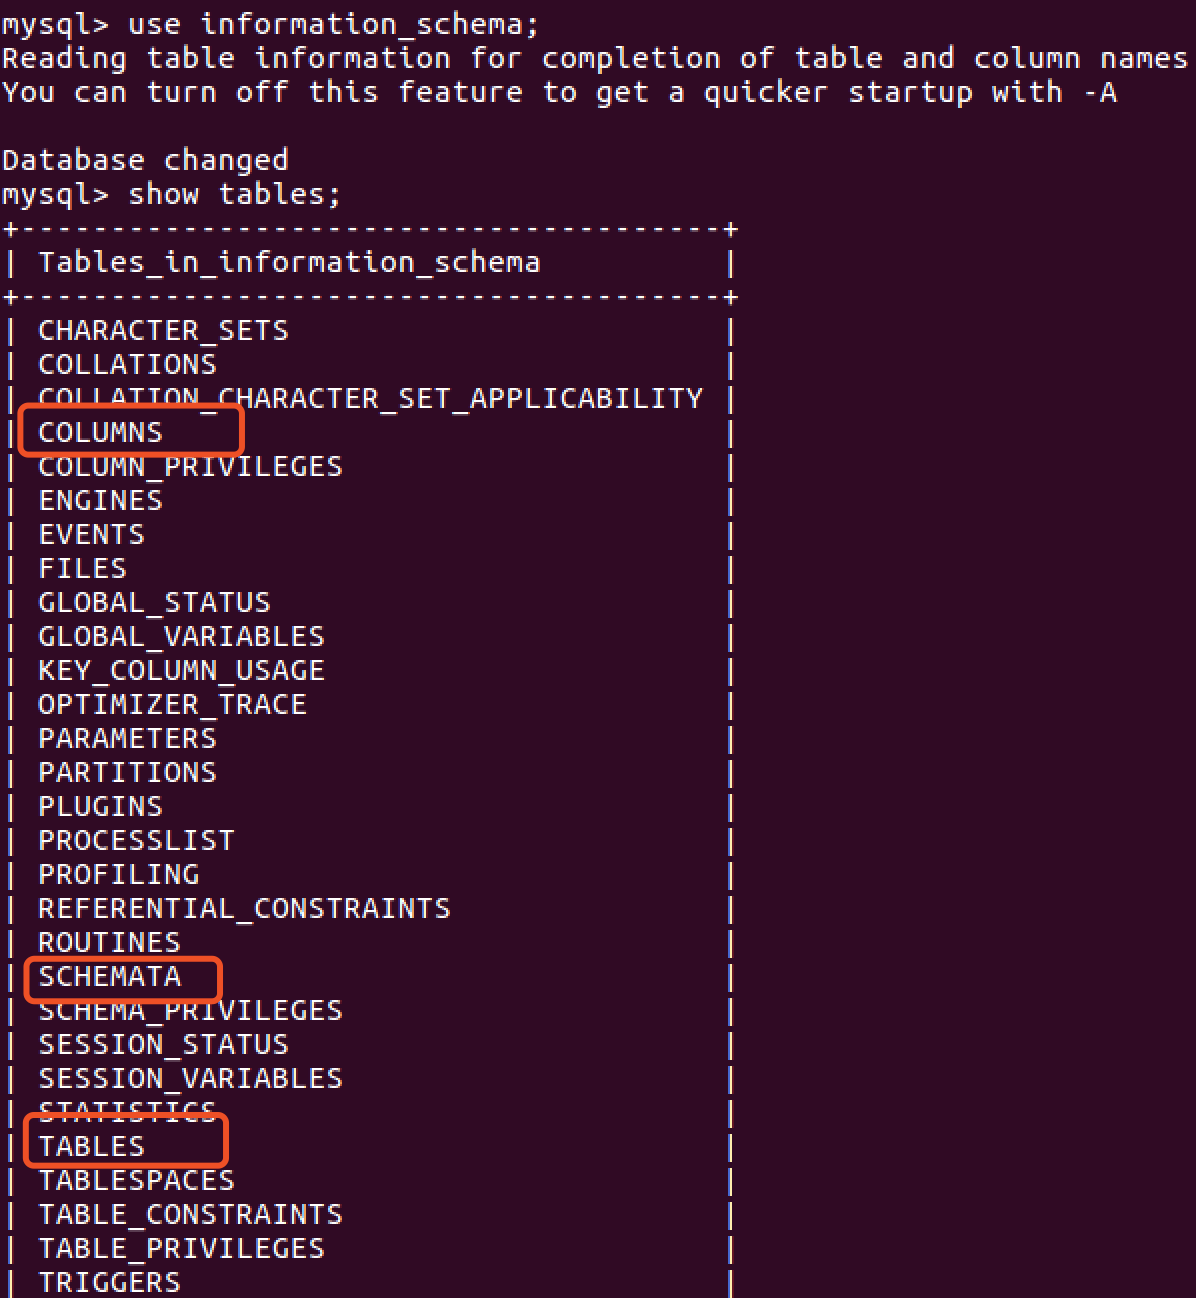 mysql> use information_schema;
Reading table information for completion of table and column names
You can turn off this feature to get a quicker startup with -A
Database changed
mysql> show tables;
+---------------------------------------+
| Tables_in_information_schema          |
+---------------------------------------+
| CHARACTER_SETS                        |
| COLLATIONS                            |
| COLLATION_CHARACTER_SET_APPLICABILITY |
| COLUMNS                               |
| COLUMN_PRIVILEGES                     |
| ENGINES                               |
| EVENTS                                |
| FILES                                 |
| GLOBAL_STATUS                         |
| GLOBAL_VARIABLES                      |
| KEY_COLUMN_USAGE                      |
| OPTIMIZER_TRACE                       |
| PARAMETERS                            |
| PARTITIONS                            |
| PLUGINS                               |
| PROCESSLIST                           |
| PROFILING                             |
| REFERENTIAL_CONSTRAINTS               |
| ROUTINES                              |
| SCHEMATA                              |
| SCHEMA_PRIVILEGES                     |
| SESSION_STATUS                        |
| SESSION_VARIABLES                     |
| STATISTICS                            |
| TABLES                                |
| TABLESPACES                           |
| TABLE_CONSTRAINTS                     |
| TABLE_PRIVILEGES                      |
| TRIGGERS                              |